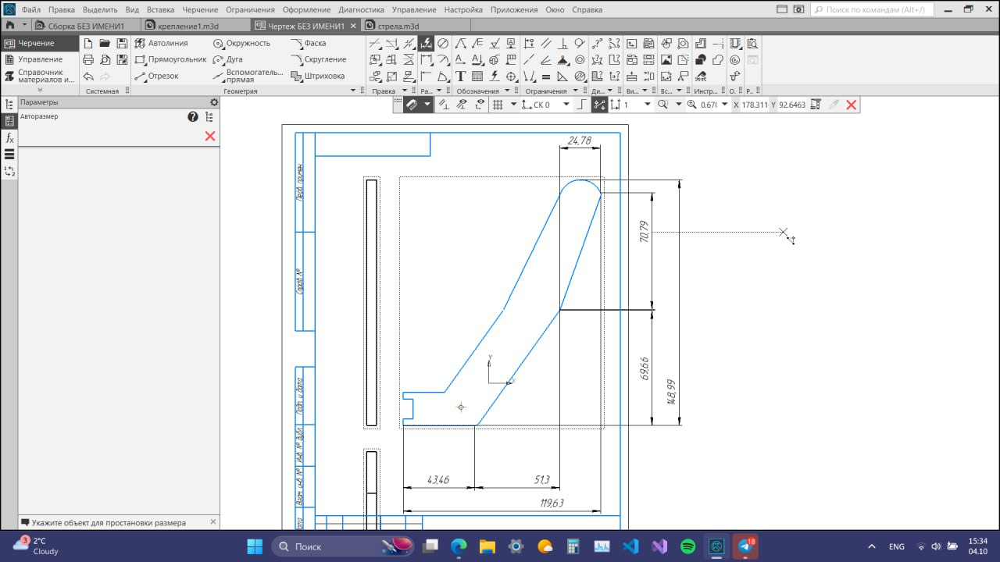 Файл Правка Выделить Вид Вставка Черчение Ограничения Оформление Диагностика Управление Настройка Приложения Окно Справка
Поиск по командам (Alt+/)
Сборка БЕЗ ИМЕНИ1 крепление1.m3d Чертеж БЕЗ ИМЕНИ1 стрела.m3d
Черчение Автолиния Окружность Фаска
Управление Прямоугольник Дуга Скругление
Справочник материалов и... Отрезок Вспомогатель... прямая Штриховка
Системная Геометрия Правка Ра... Обозначения Ограничения Ди... Ви... Вс... Инстр... О. Р...
Параметры
СК 0 1 0.67( X 178.311 Y 92.6463
Авторазмер
24,78
Перв. примен.
70,79
Справ. №
69,66
148,99
Y
X
Подп. и дата
Инв. № дубл.
Взам. инв. №
43,46 51,3
119,63
Укажите объект для простановки размера
3
2°C
Cloudy
Поиск
18
ENG
15:34
04.10